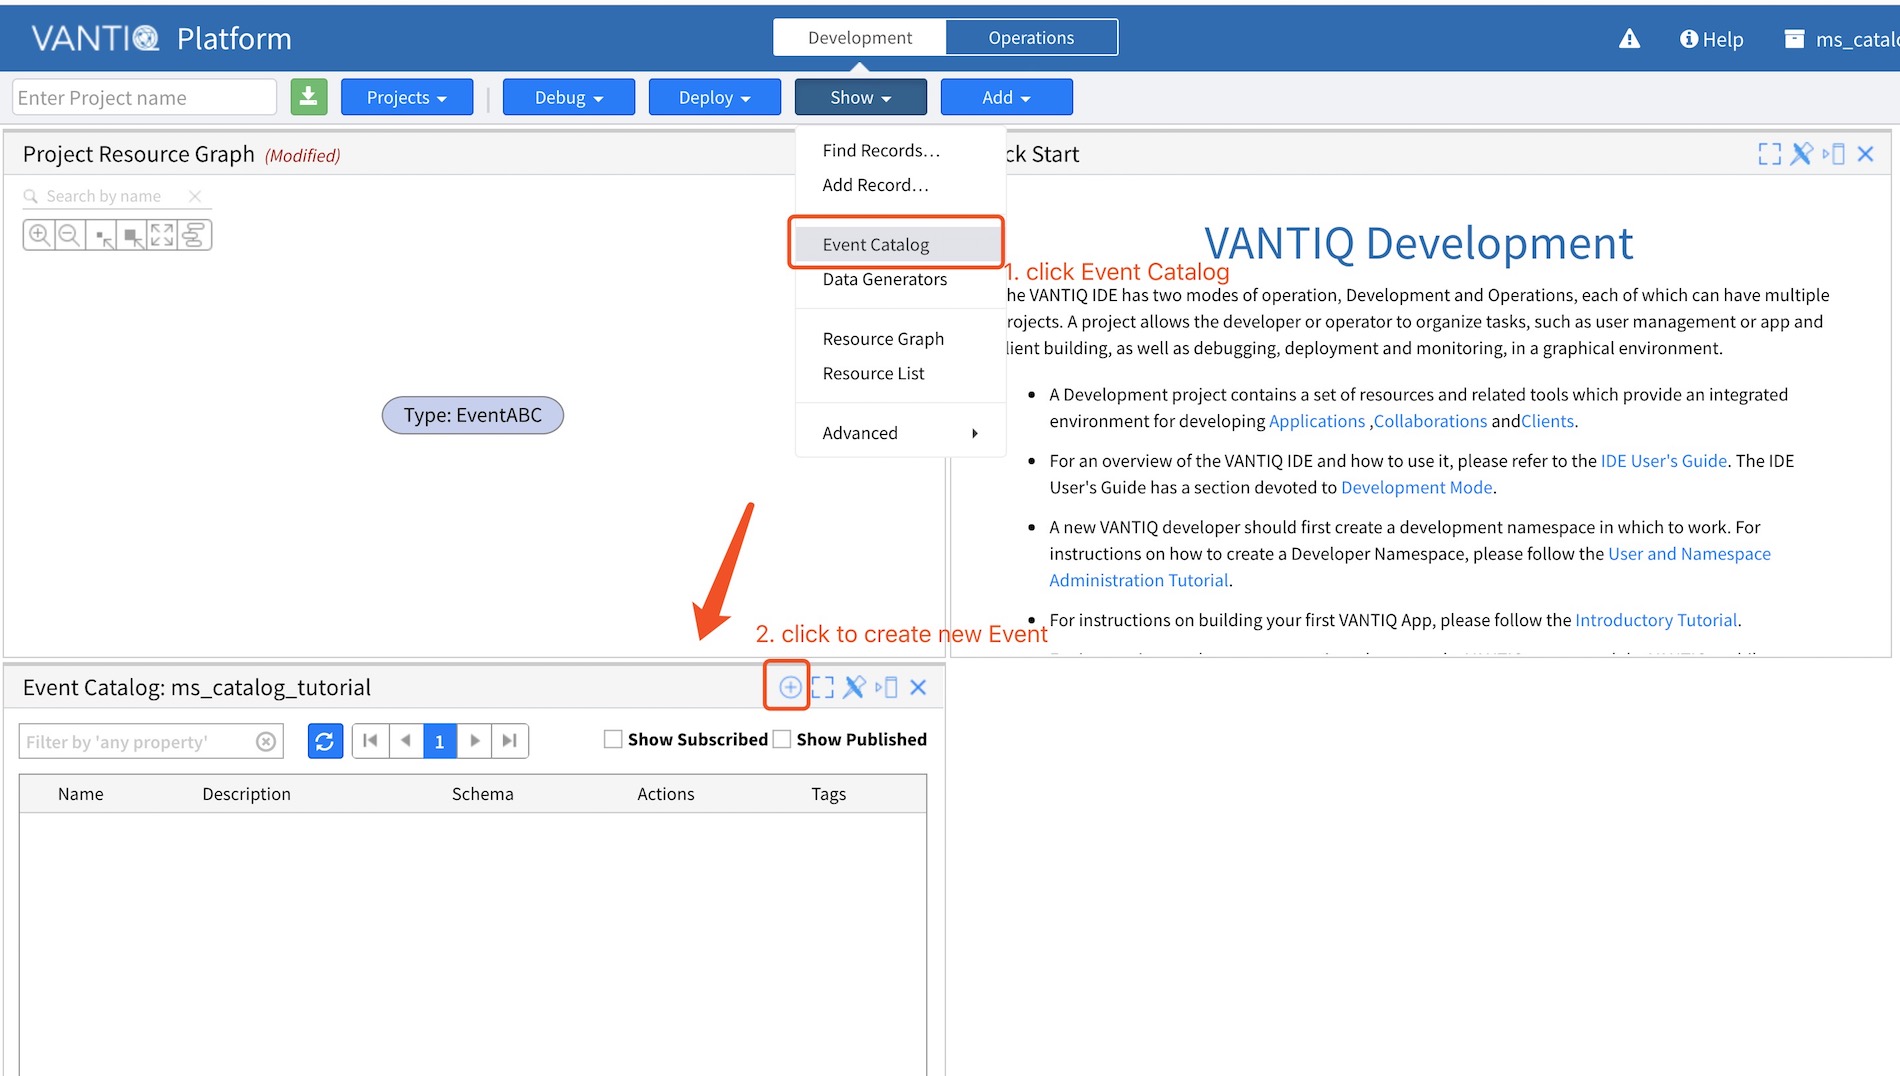 VANTIQ Platform
Development
Operations
Help
ms_catalo
Enter Project name
Projects
Debug
Deploy
Show
Add
Project Resource Graph (Modified)
Search by name
Type: EventABC
Find Records...
Add Record...
Event Catalog
Data Generators
Resource Graph
Resource List
Advanced
1. click Event Catalog
ck Start
VANTIQ Development
he VANTIQ IDE has two modes of operation, Development and Operations, each of which can have multiple
rojects. A project allows the developer or operator to organize tasks, such as user management or app and
lient building, as well as debugging, deployment and monitoring, in a graphical environment.
• A Development project contains a set of resources and related tools which provide an integrated
environment for developing Applications ,Collaborations andClients.
• For an overview of the VANTIQ IDE and how to use it, please refer to the IDE User's Guide. The IDE
User's Guide has a section devoted to Development Mode.
• A new VANTIQ developer should first create a development namespace in which to work. For
instructions on how to create a Developer Namespace, please follow the User and Namespace
Administration Tutorial.
• For instructions on building your first VANTIQ App, please follow the Introductory Tutorial.
2. click to create new Event
Event Catalog: ms_catalog_tutorial
Filter by 'any property'
1
Show Subscribed
Show Published
Name
Description
Schema
Actions
Tags